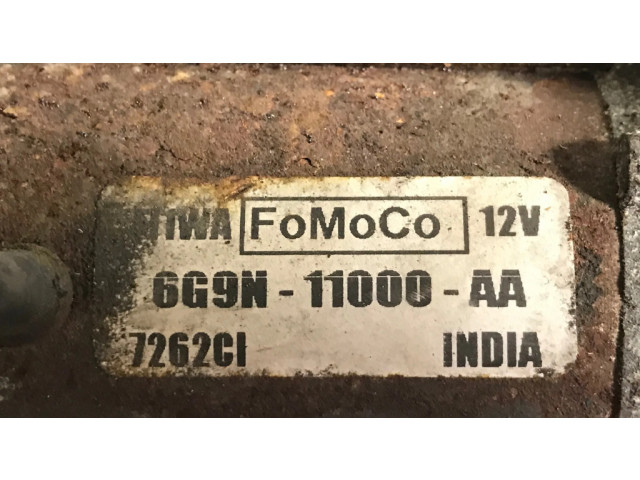 FoMoCo 12V
6G9N - 11000 - AA
7262CI INDIA